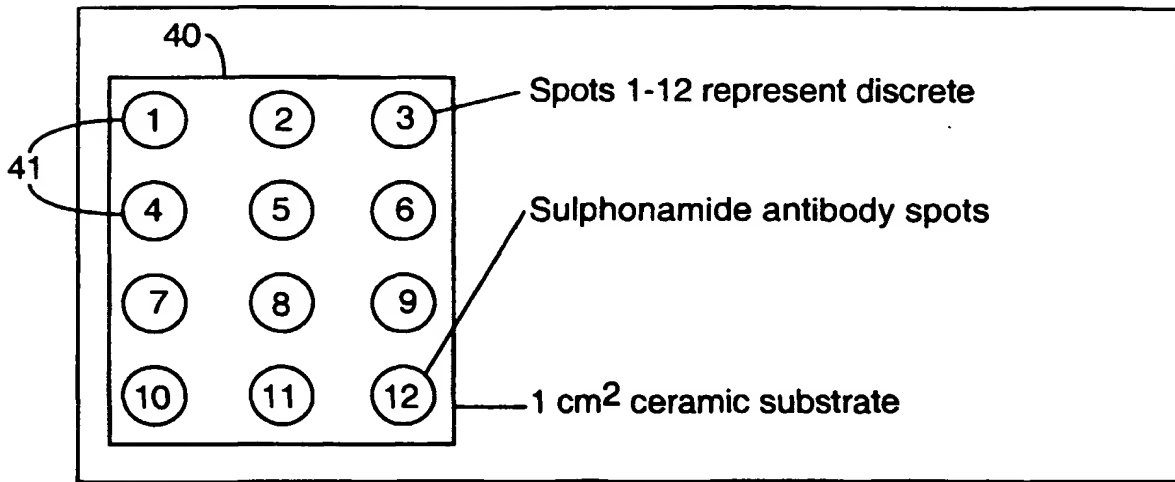 40
1 2 3 Spots 1-12 represent discrete
41
4 5 6 Sulphonamide antibody spots
7 8 9
10 11 12 1 cm² ceramic substrate